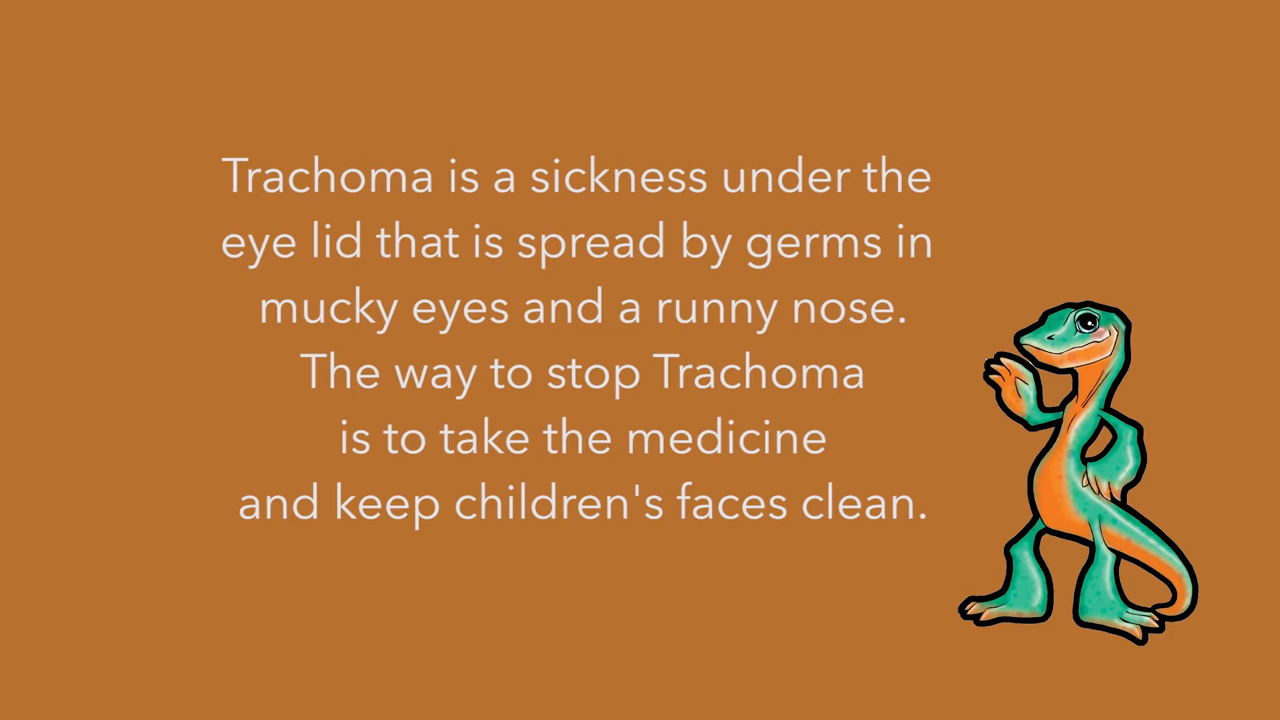 Trachoma is a sickness under the
eye lid that is spread by germs in
mucky eyes and a runny nose.
The way to stop Trachoma
is to take the medicine
and keep children's faces clean.